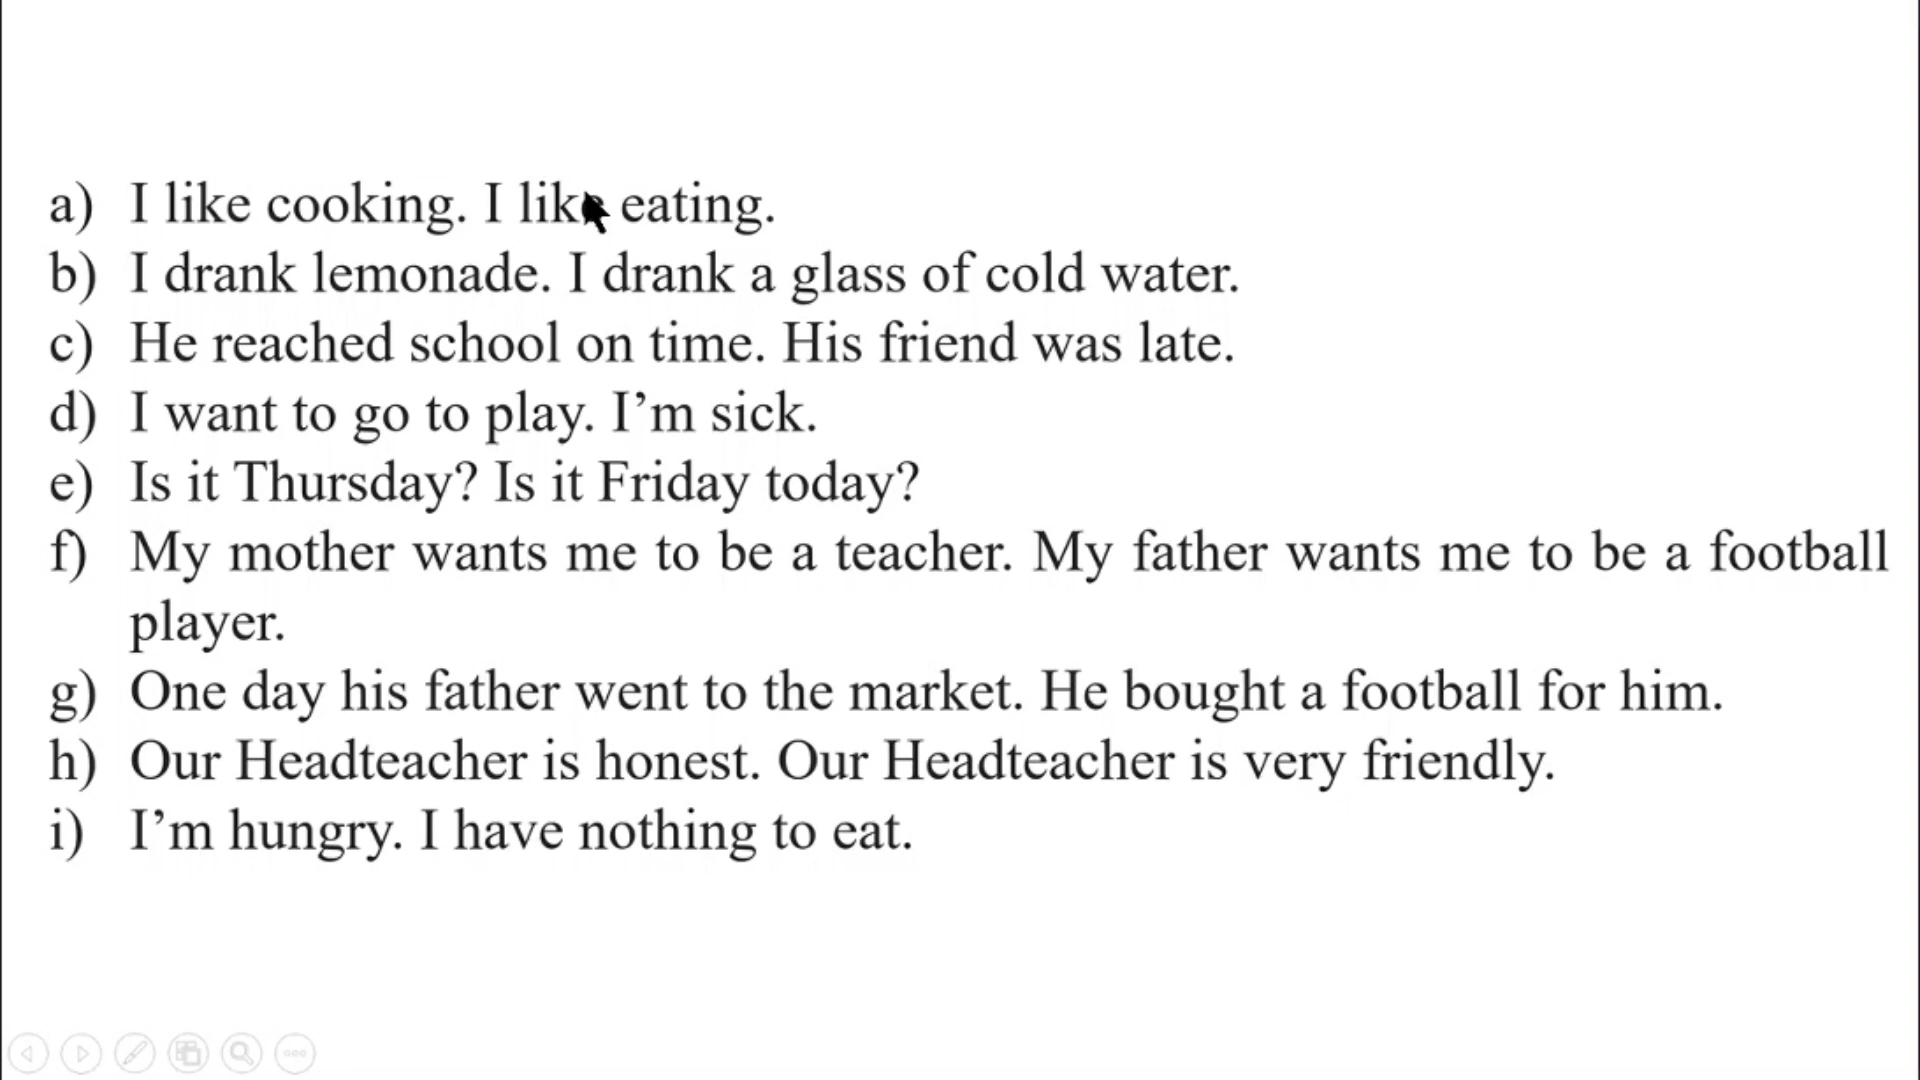 a) I like cooking. I like eating.
b) I drank lemonade. I drank a glass of cold water.
c) He reached school on time. His friend was late.
d) I want to go to play. I’m sick.
e) Is it Thursday? Is it Friday today?
f) My mother wants me to be a teacher. My father wants me to be a football
player.
g) One day his father went to the market. He bought a football for him.
h) Our Headteacher is honest. Our Headteacher is very friendly.
i) I’m hungry. I have nothing to eat.